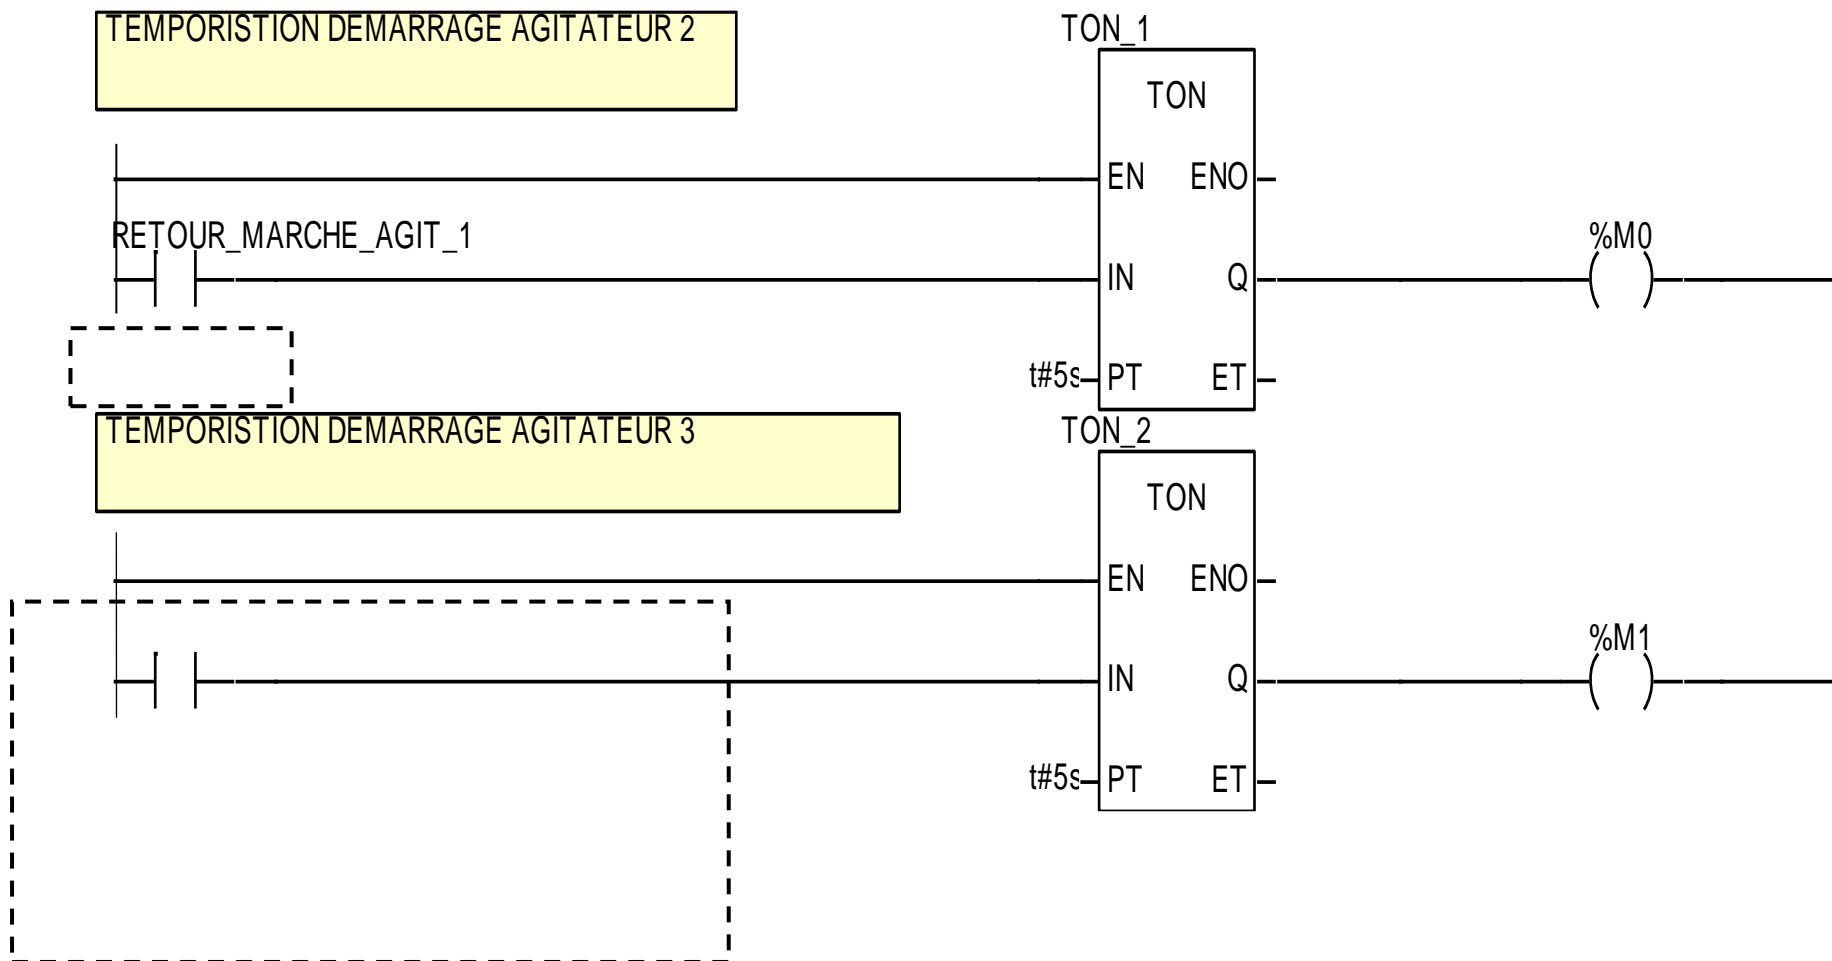 TEMPORISTION DEMARRAGE AGITATEUR 2
TON_1
TON
EN ENO
RETOUR_MARCHE_AGIT_1
%M0
IN Q
t#5s PT ET
TEMPORISTION DEMARRAGE AGITATEUR 3
TON_2
TON
EN ENO
%M1
IN Q
t#5s PT ET